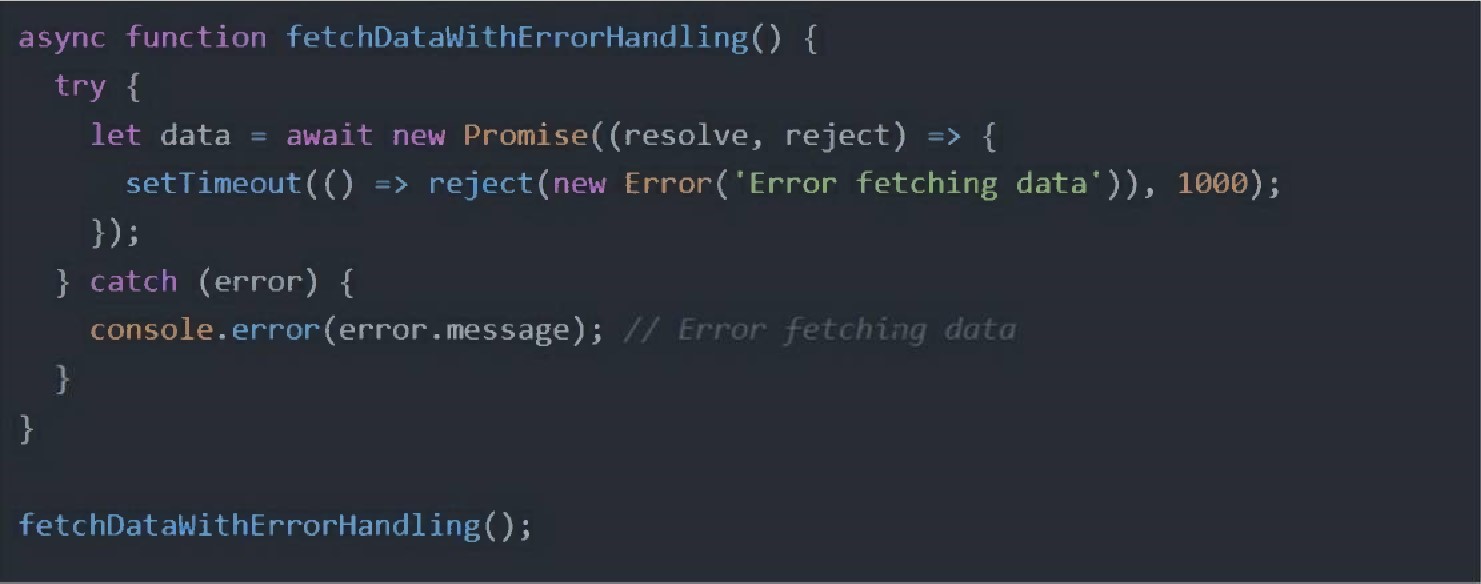 async function fetchDataWithErrorHandling() {
  try {
    let data = await new Promise((resolve, reject) => {
      setTimeout(() => reject(new Error('Error fetching data')), 1000);
    });
  } catch (error) {
    console.error(error.message); // Error fetching data
  }
}

fetchDataWithErrorHandling();